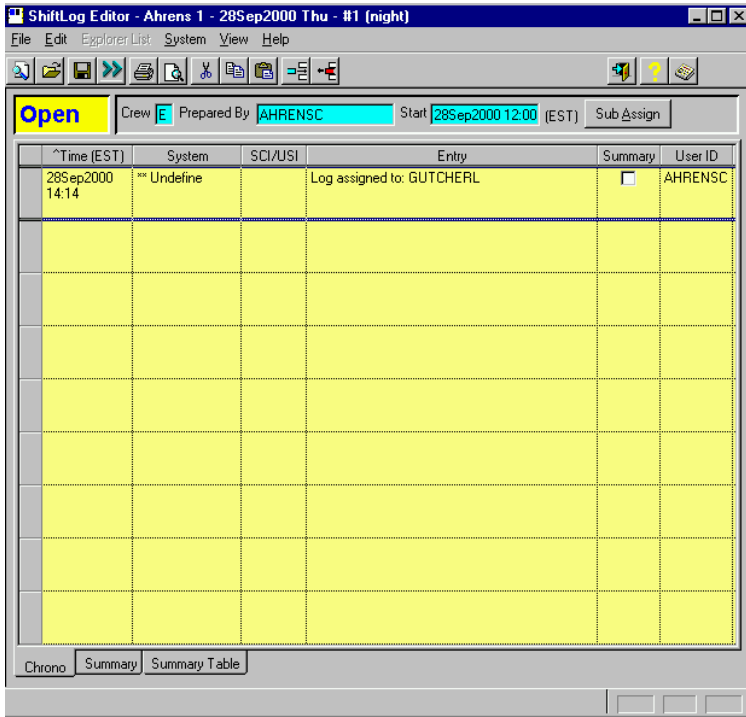 ShiftLog Editor - Ahrens 1 - 28Sep2000 Thu - #1 (night)
File Edit Explorer List System View Help
Open Crew E Prepared By AHRENSC Start 28Sep2000 12:00 (EST) Sub Assign
^Time (EST) System SCI/USI Entry Summary User ID
28Sep2000 ** Undefine Log assigned to: GUTCHERL AHRENSC
14:14
Chrono Summary Summary Table